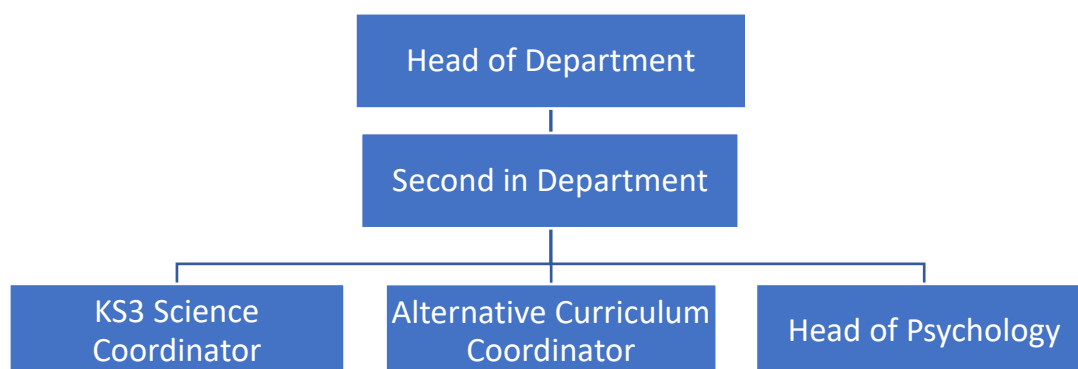 Head of Department
Second in Department
KS3 Science
Coordinator
Alternative Curriculum
Coordinator
Head of Psychology